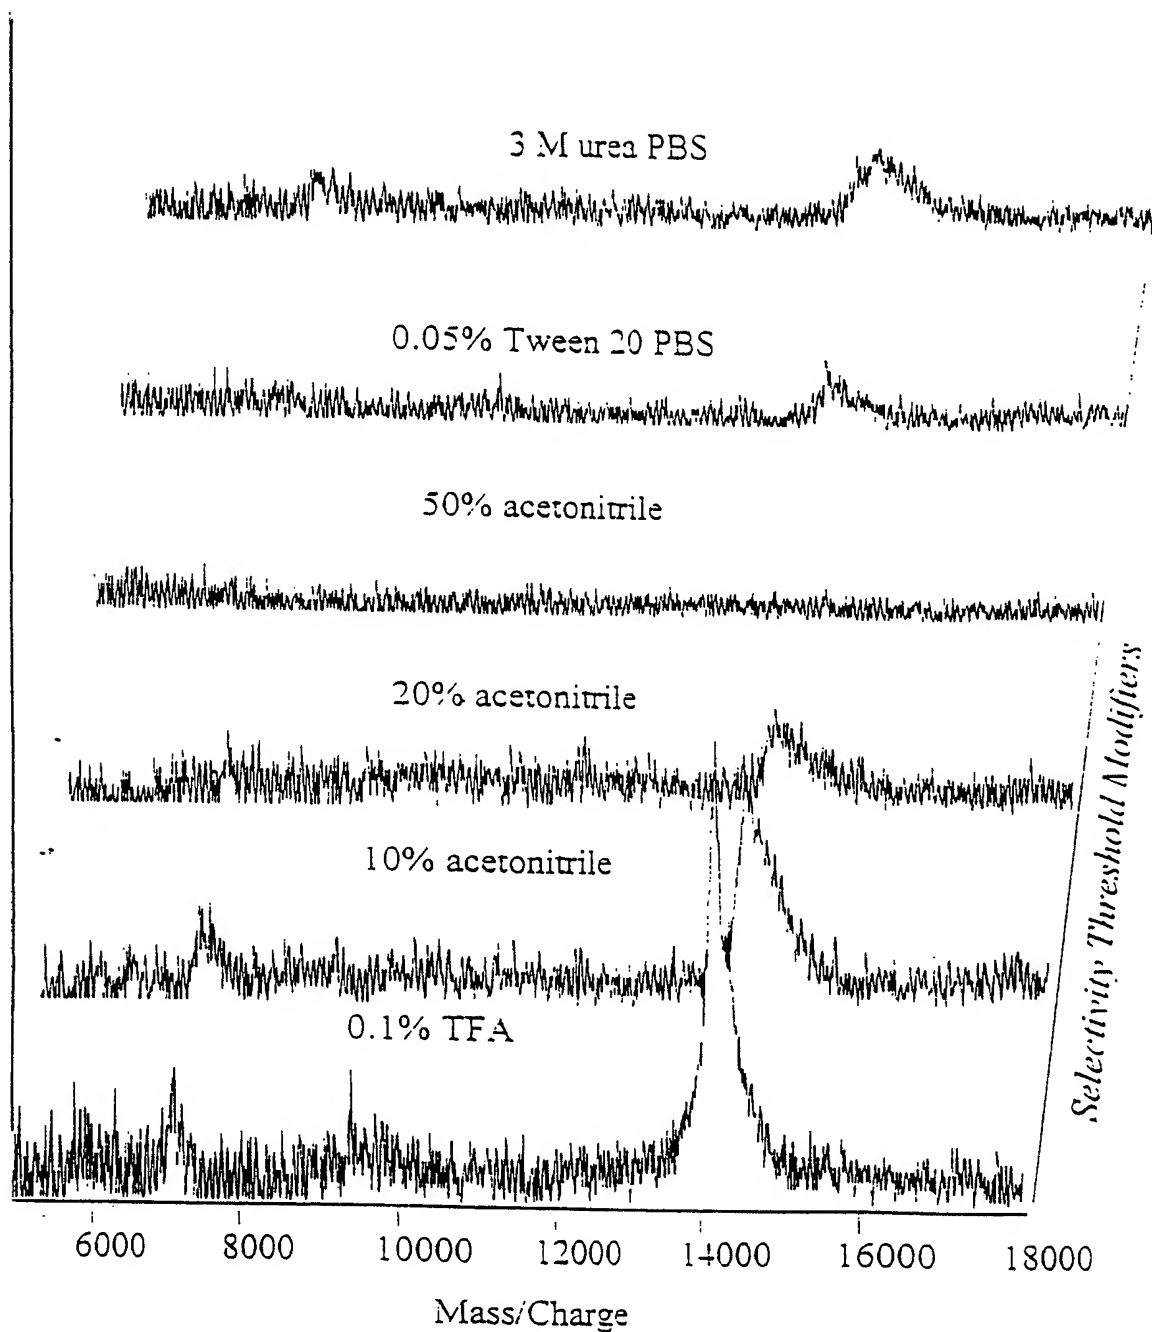 3 M urea PBS
0.05% Tween 20 PBS
50% acetonitrile
20% acetonitrile
10% acetonitrile
0.1% TFA
Selectivity Threshold Modifiers
6000 8000 10000 12000 14000 16000 18000
Mass/Charge